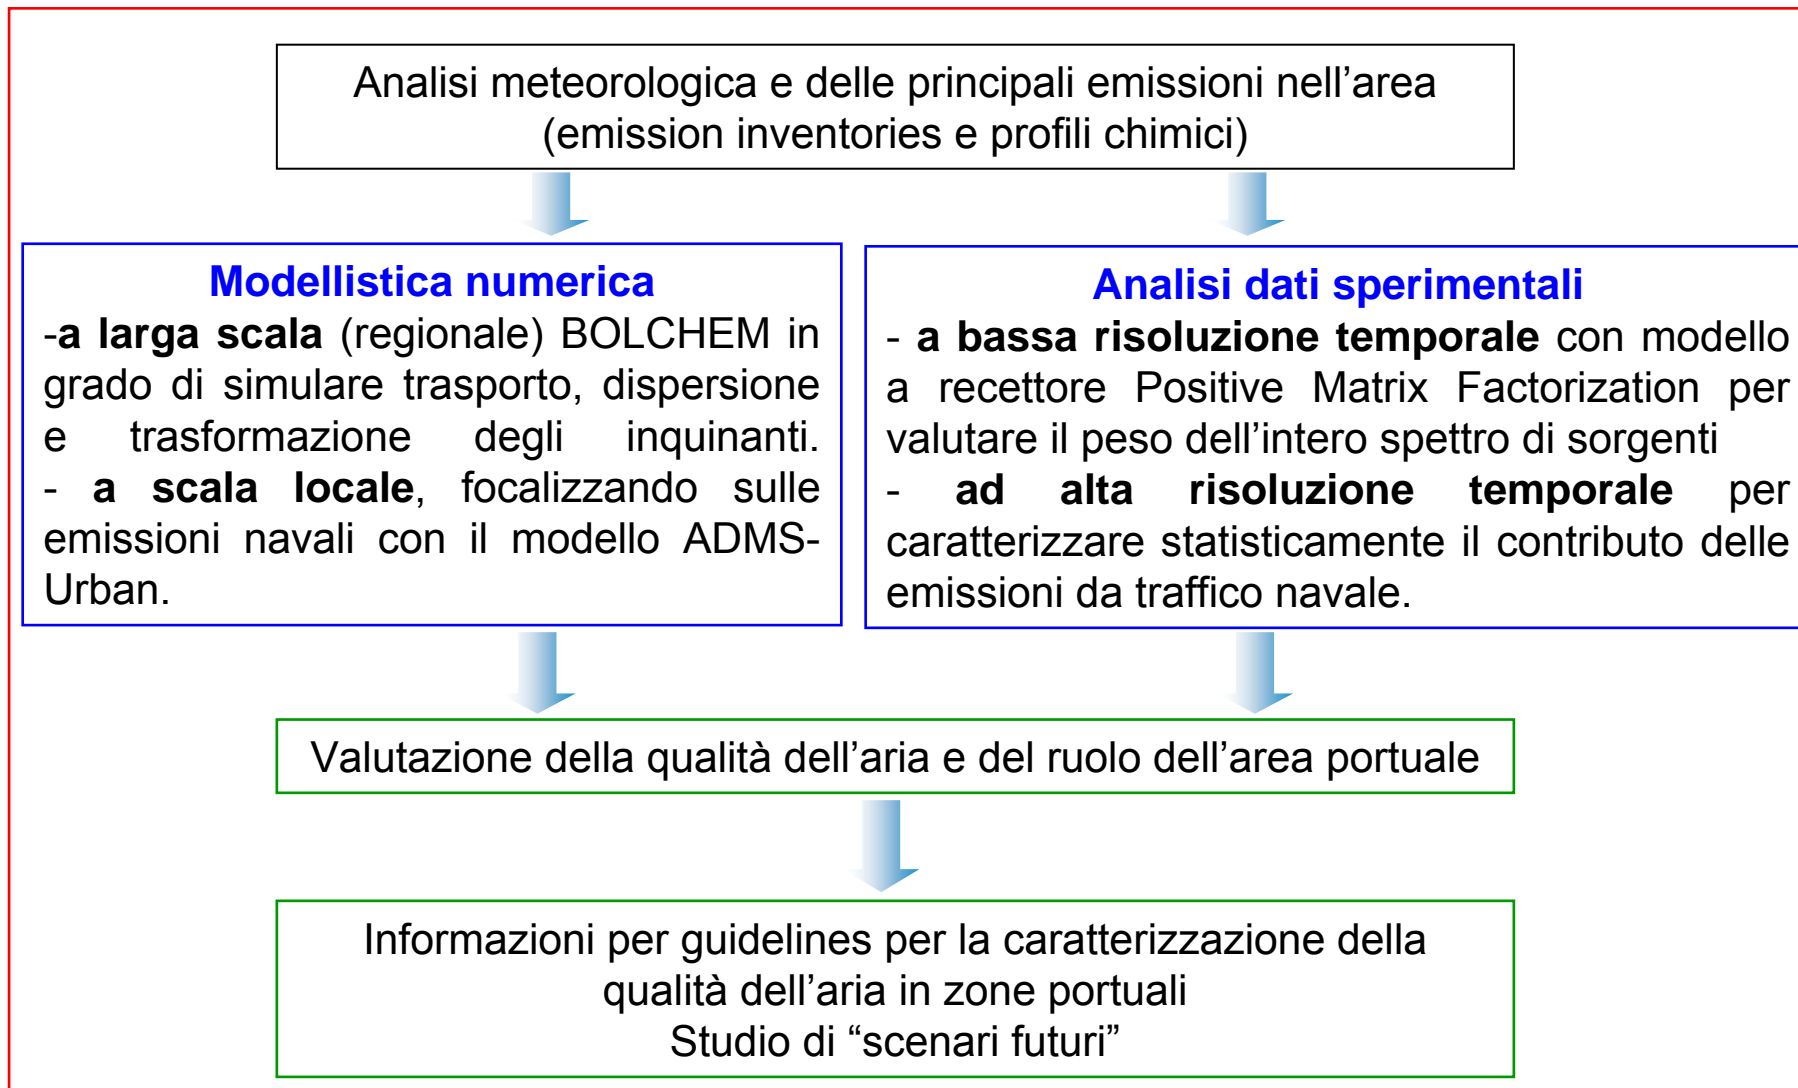 Analisi meteorologica e delle principali emissioni nell’area
(emission inventories e profili chimici)
Modellistica numerica
-a larga scala (regionale) BOLCHEM in
grado di simulare trasporto, dispersione
e trasformazione degli inquinanti.
- a scala locale, focalizzando sulle
emissioni navali con il modello ADMS-
Urban.
Analisi dati sperimentali
- a bassa risoluzione temporale con modello
a recettore Positive Matrix Factorization per
valutare il peso dell’intero spettro di sorgenti
- ad alta risoluzione temporale per
caratterizzare statisticamente il contributo delle
emissioni da traffico navale.
Valutazione della qualità dell’aria e del ruolo dell’area portuale
Informazioni per guidelines per la caratterizzazione della
qualità dell’aria in zone portuali
Studio di “scenari futuri”